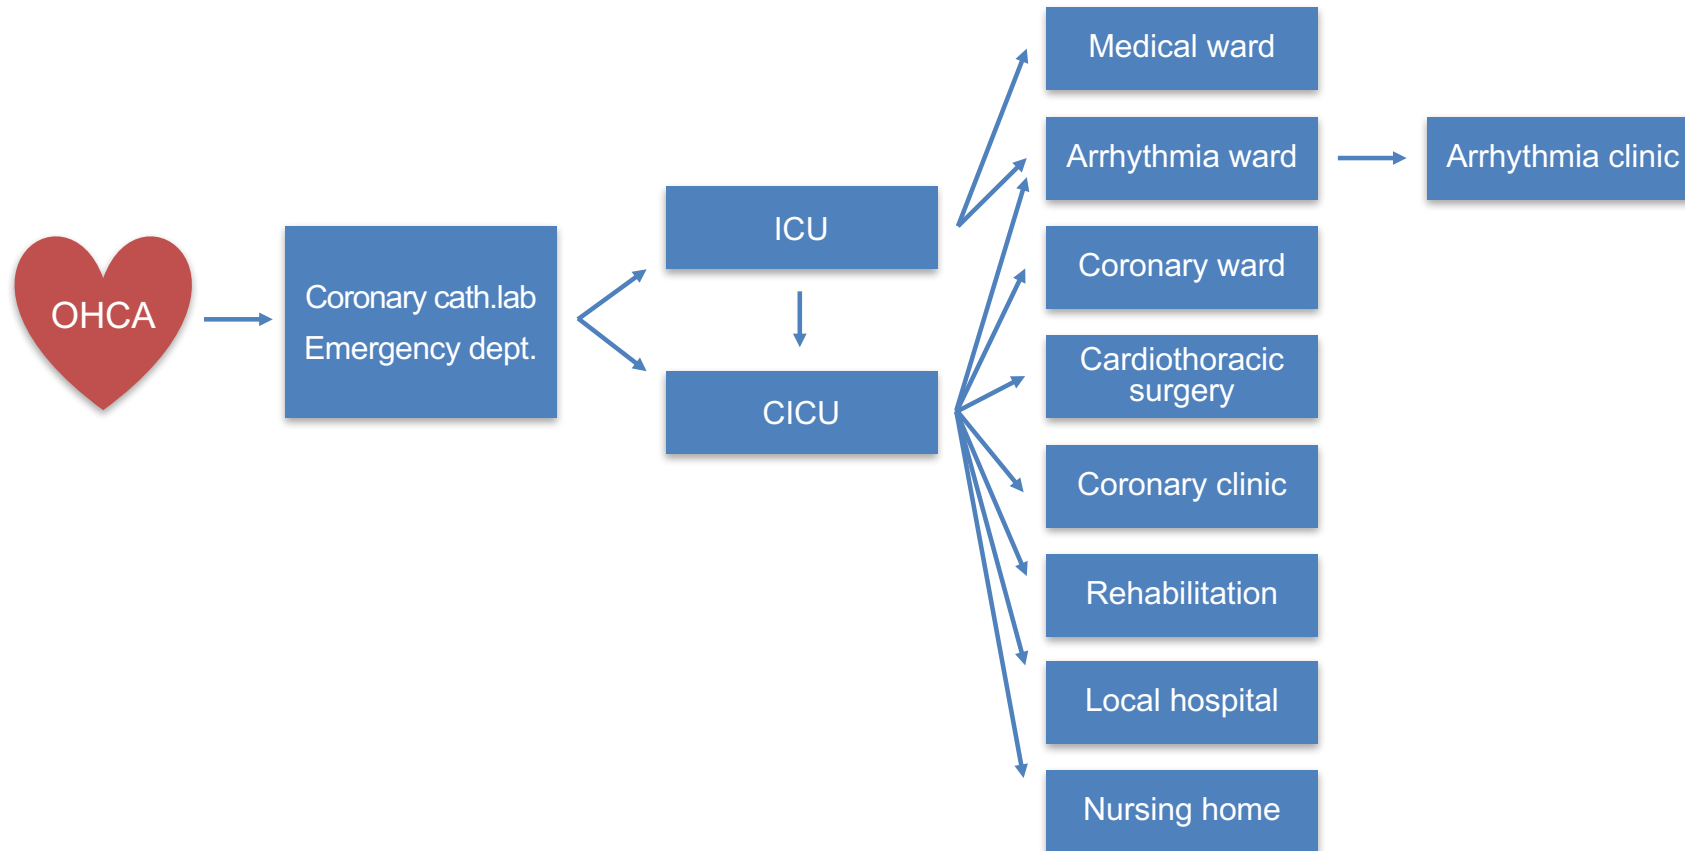 OHCA
Coronary cath.lab
Emergency dept.
ICU
CICU
Medical ward
Arrhythmia ward
Arrhythmia clinic
Coronary ward
Cardiothoracic
surgery
Coronary clinic
Rehabilitation
Local hospital
Nursing home